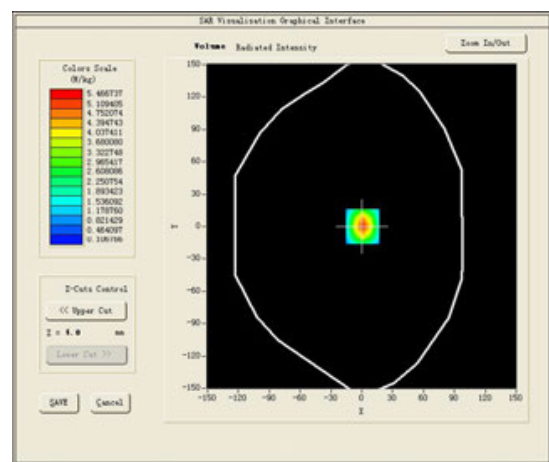 SAR Visualisation Graphical Interface
Volume Radiated Intensity
Zoom In/Out
Colors Scale
(W/kg)
5.466737
5.109405
4.752074
4.394743
4.037411
3.680080
3.322748
2.965417
2.608086
2.250754
1.893423
1.536092
1.178760
0.821429
0.464097
0.106766
Z-Cuts Control
<< Upper Cut
Z = 4.0 mm
Lower Cut >>
SAVE Cancel
150
120
90
60
30
0
-30
-60
-90
-120
-150
Y
-150 -120 -90 -60 -30 0 30 60 90 120 150
X